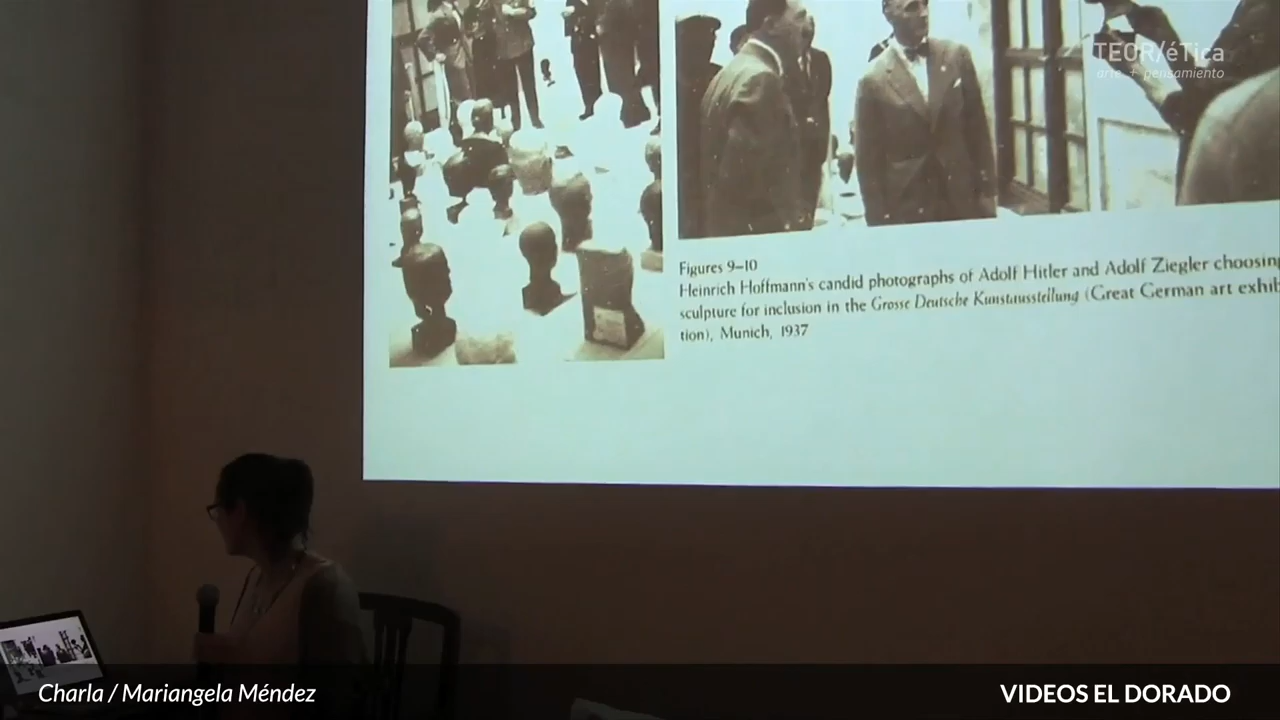 TEOR/éTica
arte + pensamiento
Figures 9–10
Heinrich Hoffmann's candid photographs of Adolf Hitler and Adolf Ziegler choosing
sculpture for inclusion in the Grosse Deutsche Kunstausstellung (Great German art exhib
tion), Munich, 1937
Charla / Mariangela Méndez
VIDEOS EL DORADO